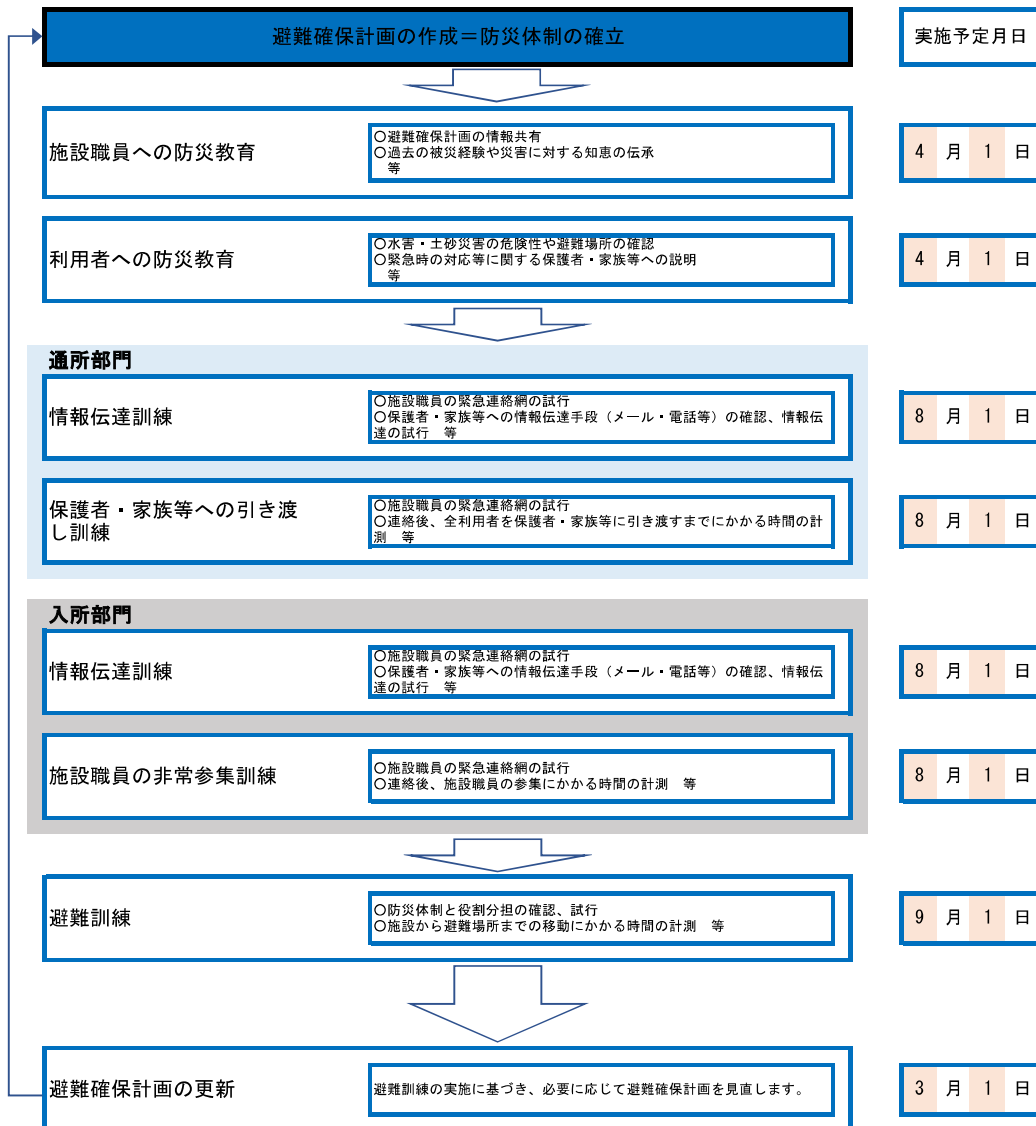 避難確保計画の作成＝防災体制の確立
実施予定月日
施設職員への防災教育
○避難確保計画の情報共有
○過去の被災経験や災害に対する知恵の伝承
等
4 月 1 日
利用者への防災教育
○水害・土砂災害の危険性や避難場所の確認
○緊急時の対応等に関する保護者・家族等への説明
等
4 月 1 日
通所部門
情報伝達訓練
○施設職員の緊急連絡網の試行
○保護者・家族等への情報伝達手段（メール・電話等）の確認、情報伝
達の試行　等
8 月 1 日
保護者・家族等への引き渡
し訓練
○施設職員の緊急連絡網の試行
○連絡後、全利用者を保護者・家族等に引き渡すまでにかかる時間の計
測　等
8 月 1 日
入所部門
情報伝達訓練
○施設職員の緊急連絡網の試行
○保護者・家族等への情報伝達手段（メール・電話等）の確認、情報伝
達の試行　等
8 月 1 日
施設職員の非常参集訓練
○施設職員の緊急連絡網の試行
○連絡後、施設職員の参集にかかる時間の計測　等
8 月 1 日
避難訓練
○防災体制と役割分担の確認、試行
○施設から避難場所までの移動にかかる時間の計測　等
9 月 1 日
避難確保計画の更新
避難訓練の実施に基づき、必要に応じて避難確保計画を見直します。
3 月 1 日